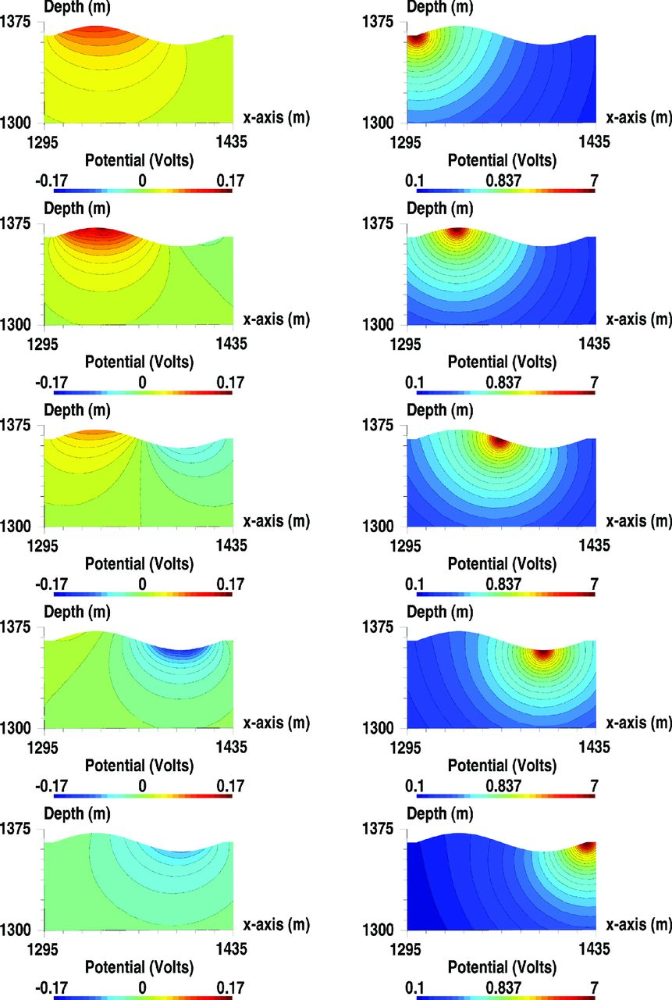 Depth (m) Depth (m)
1375 1375
1300 x-axis (m) 1300 x-axis (m)
1295 1435 1295 1435
Potential (Volts) Potential (Volts)
-0.17 0 0.17 0.1 0.837 7
Depth (m) Depth (m)
1375 1375
1300 x-axis (m) 1300 x-axis (m)
1295 1435 1295 1435
Potential (Volts) Potential (Volts)
-0.17 0 0.17 0.1 0.837 7
Depth (m) Depth (m)
1375 1375
1300 x-axis (m) 1300 x-axis (m)
1295 1435 1295 1435
Potential (Volts) Potential (Volts)
-0.17 0 0.17 0.1 0.837 7
Depth (m) Depth (m)
1375 1375
1300 x-axis (m) 1300 x-axis (m)
1295 1435 1295 1435
Potential (Volts) Potential (Volts)
-0.17 0 0.17 0.1 0.837 7
Depth (m) Depth (m)
1375 1375
1300 x-axis (m) 1300 x-axis (m)
1295 1435 1295 1435
Potential (Volts) Potential (Volts)
-0.17 0 0.17 0.1 0.837 7